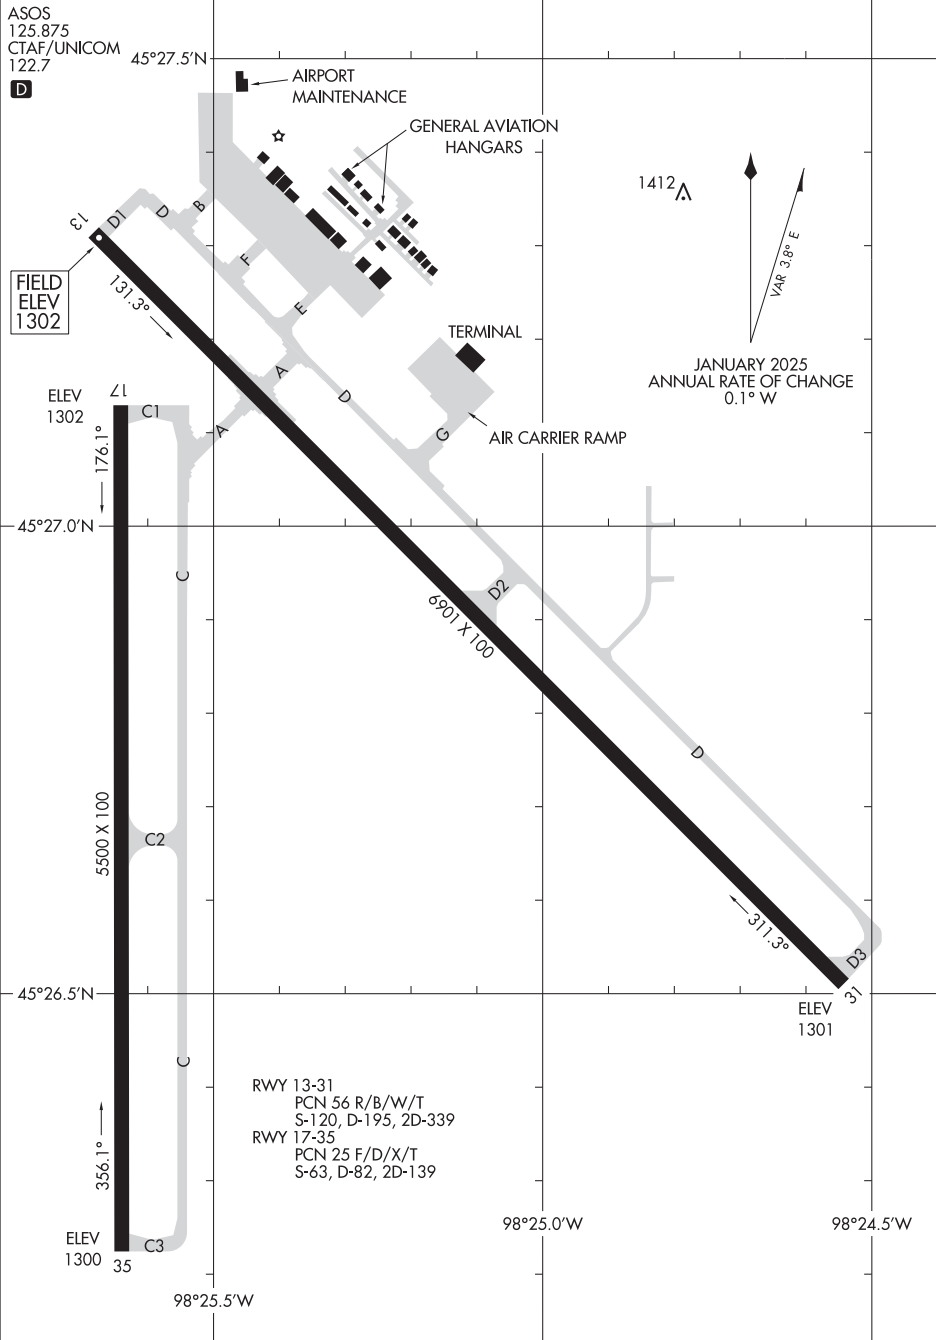 ASOS
125.875
CTAF/UNICOM
122.7
D
45°27.5'N
AIRPORT
MAINTENANCE
GENERAL AVIATION
HANGARS
1412
VAR 3.8° E
JANUARY 2025
ANNUAL RATE OF CHANGE
0.1° W
13
D1
D
B
F
E
FIELD
ELEV
1302
131.3°
TERMINAL
A
D
G
AIR CARRIER RAMP
ELEV
1302
17
C1
A
176.1°
45°27.0'N
C
D2
6901 X 100
D
5500 X 100
C2
311.3°
D3
31
45°26.5'N
ELEV
1301
C
RWY 13-31
PCN 56 R/B/W/T
S-120, D-195, 2D-339
RWY 17-35
PCN 25 F/D/X/T
S-63, D-82, 2D-139
356.1°
ELEV
1300
C3
35
98°25.0'W
98°24.5'W
98°25.5'W